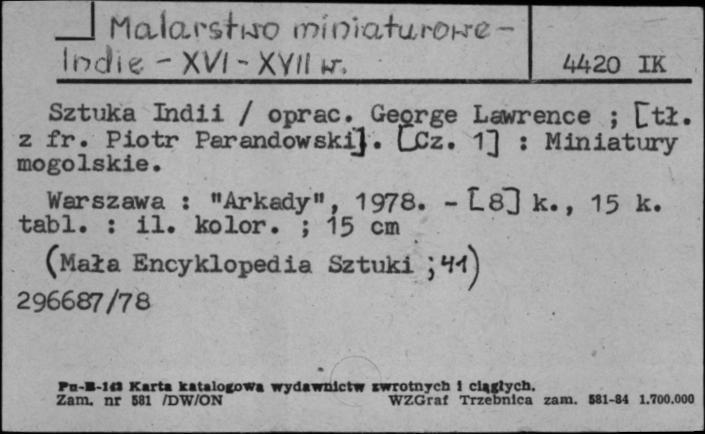 Malarstwo miniaturowe -
Indie - XVI - XVII w.
4420 IK
Sztuka Indii / oprac. George Lawrence ; [tł.
z fr. Piotr Parandowski]. [Cz. 1] : Miniatury
mogolskie.
Warszawa : "Arkady", 1978. - [8] k., 15 k.
tabl. : il. kolor. ; 15 cm
(Mała Encyklopedia Sztuki ; 41)
296687/78
Pu-B-143 Karta katalogowa wydawnictw zwrotnych i ciągłych.
Zam. nr 581 /DW/ON WZGraf Trzebnica zam. 581-84 1.700.000